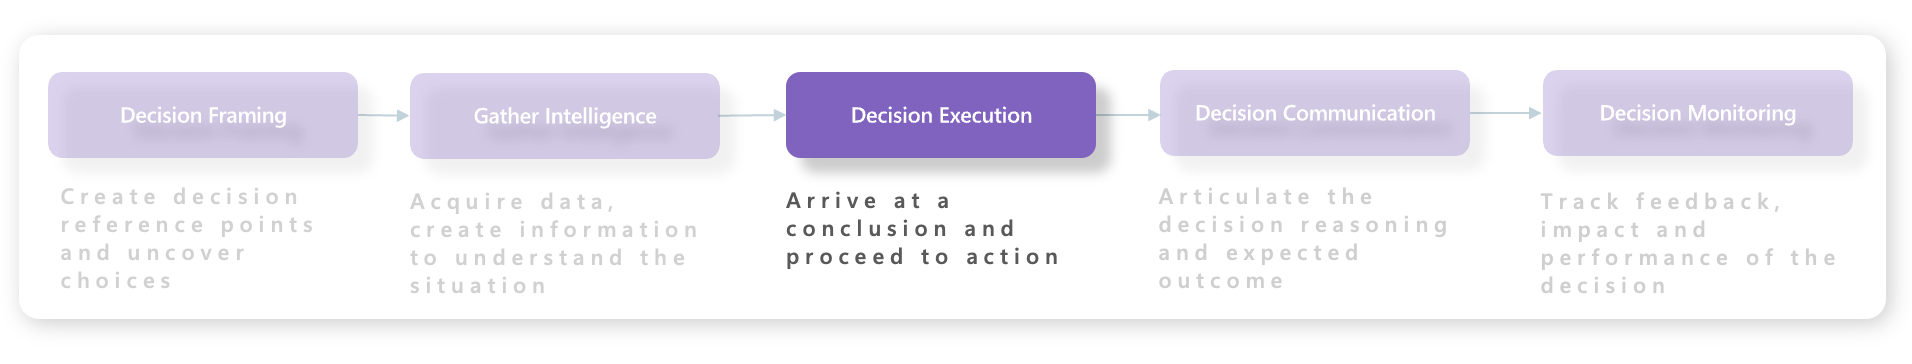 Decision Framing
Create decision
reference points
and uncover
choices
Gather Intelligence
Acquire data,
create information
to understand the
situation
Decision Execution
Arrive at a
conclusion and
proceed to action
Decision Communication
Articulate the
decision reasoning
and expected
outcome
Decision Monitoring
Track feedback,
impact and
performance of the
decision